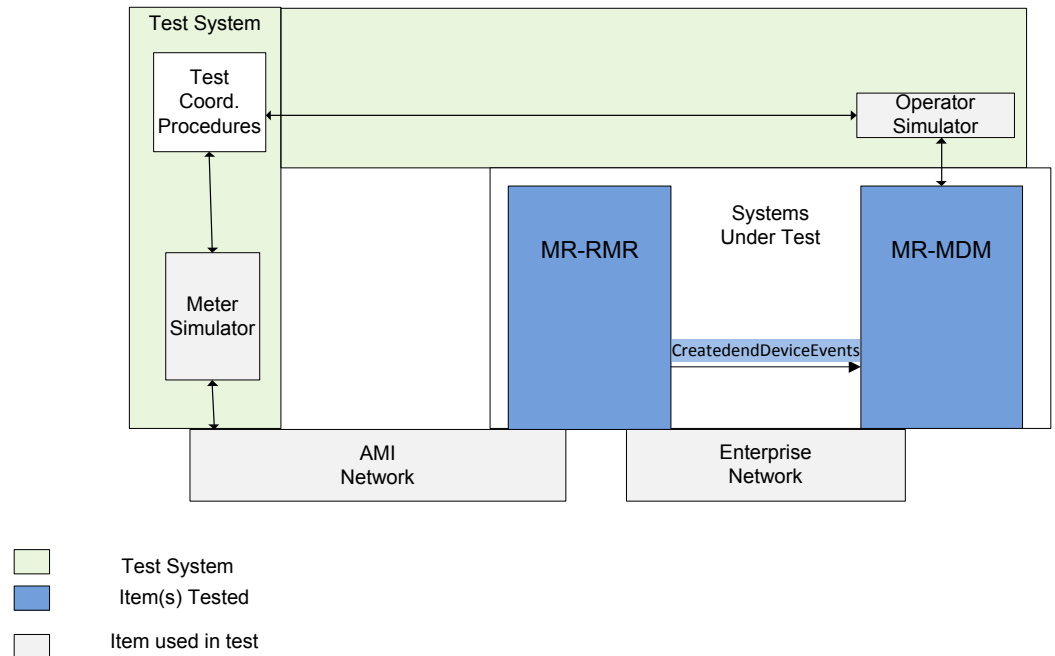 Test System
Test
Coord.
Procedures
Operator
Simulator
Systems
Under Test
MR-RMR
MR-MDM
Meter
Simulator
CreatedendDeviceEvents
AMI
Network
Enterprise
Network
Test System
Item(s) Tested
Item used in test